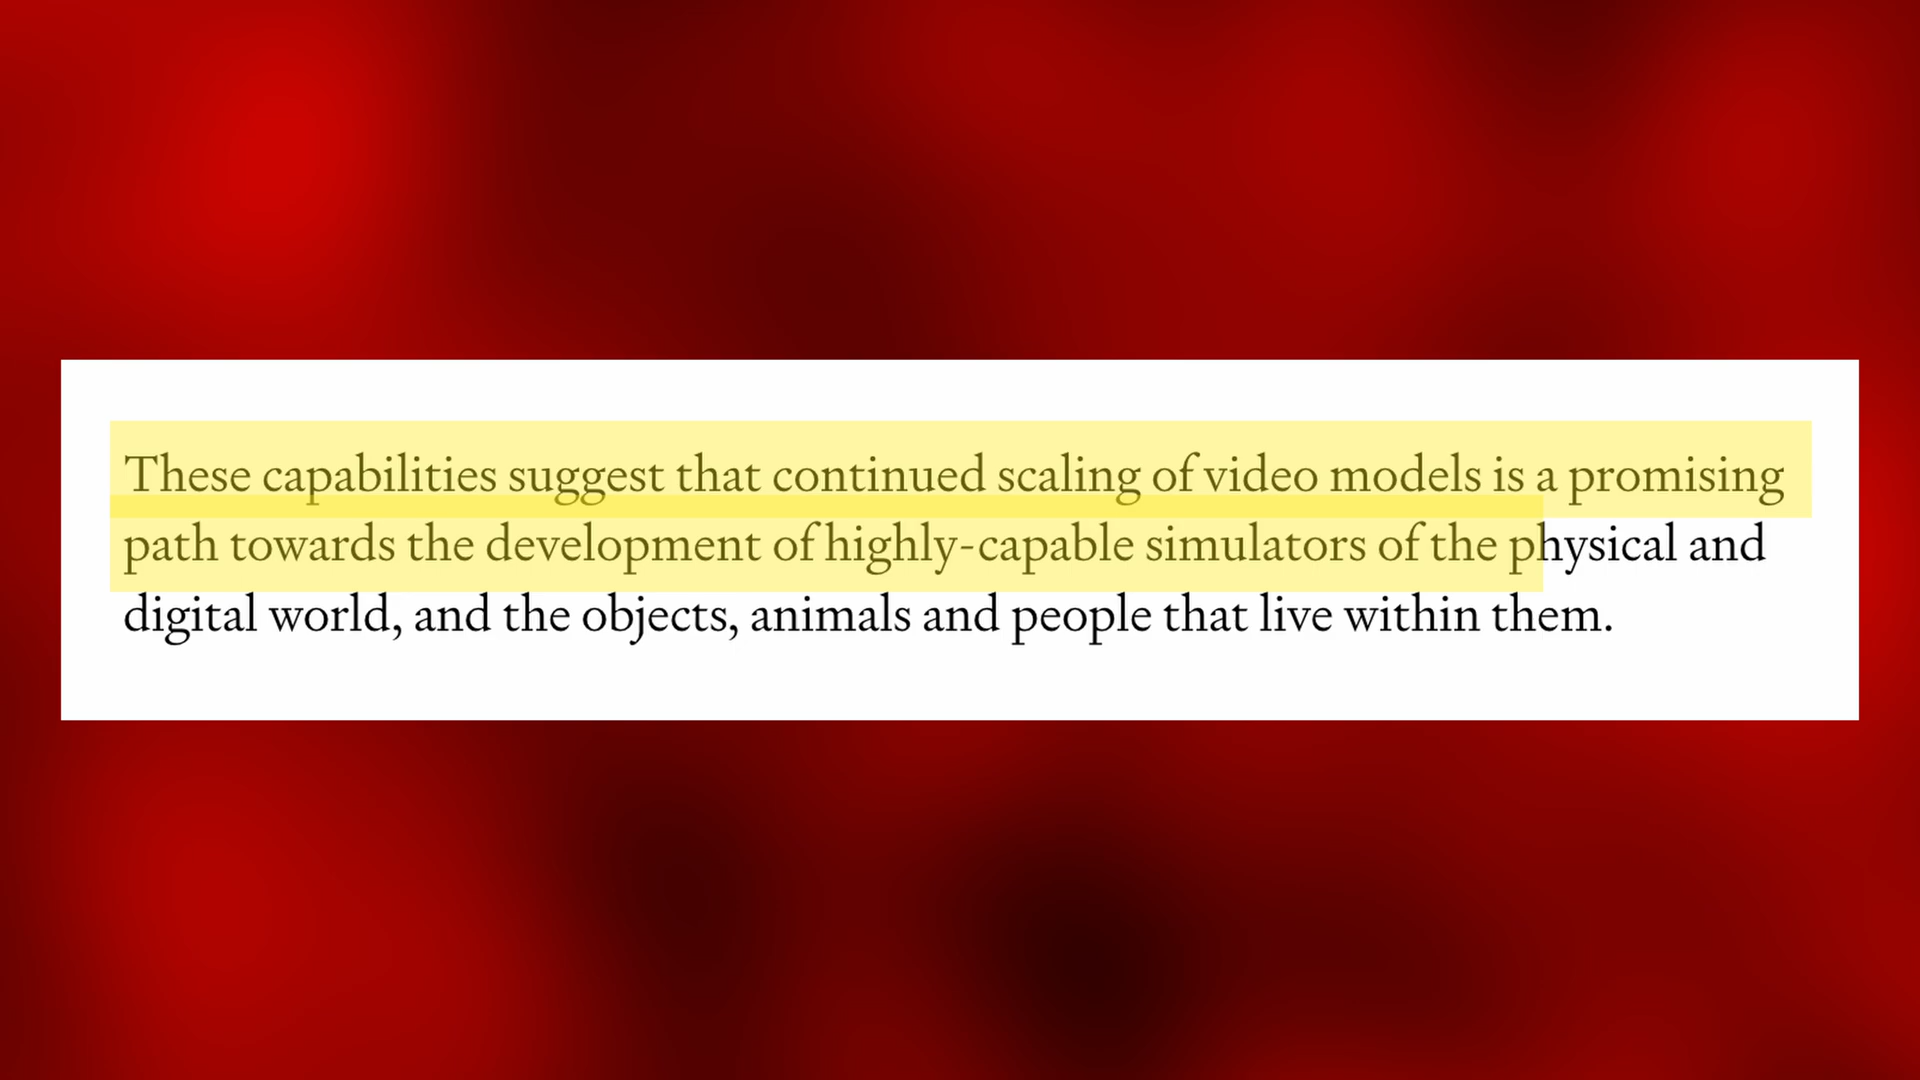 These capabilities suggest that continued scaling of video models is a promising
path towards the development of highly-capable simulators of the physical and
digital world, and the objects, animals and people that live within them.